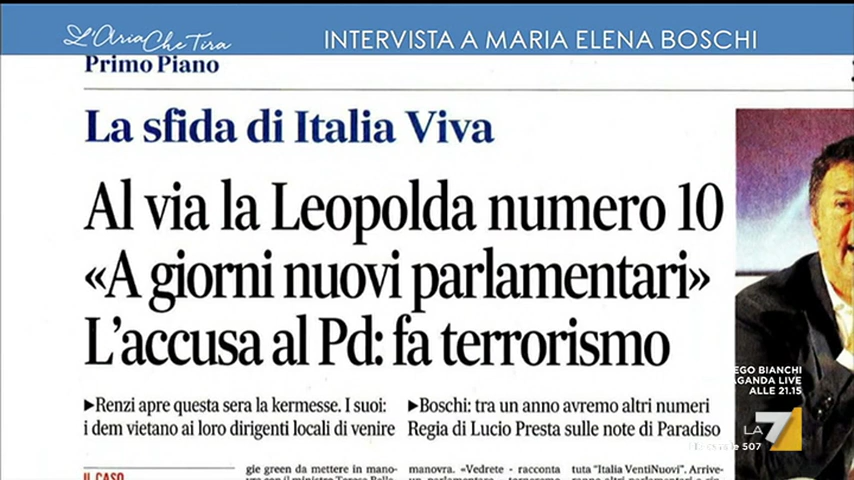 L'Aria Che Tira
INTERVISTA A MARIA ELENA BOSCHI
Primo Piano
La sfida di Italia Viva
Al via la Leopolda numero 10
«A giorni nuovi parlamentari»
L'accusa al Pd: fa terrorismo
▶Renzi apre questa sera la kermesse. I suoi:
i dem vietano ai loro dirigenti locali di venire
▶Boschi: tra un anno avremo altri numeri
Regia di Lucio Presta sulle note di Paradiso
EGO BIANCHI
AGANDA LIVE
ALLE 21.15
LA7
507
IL CASO
gie green da mettere in mano-
manovra. «Vedrete - racconta
tuta "Italia VentiNuovi". Arrive-